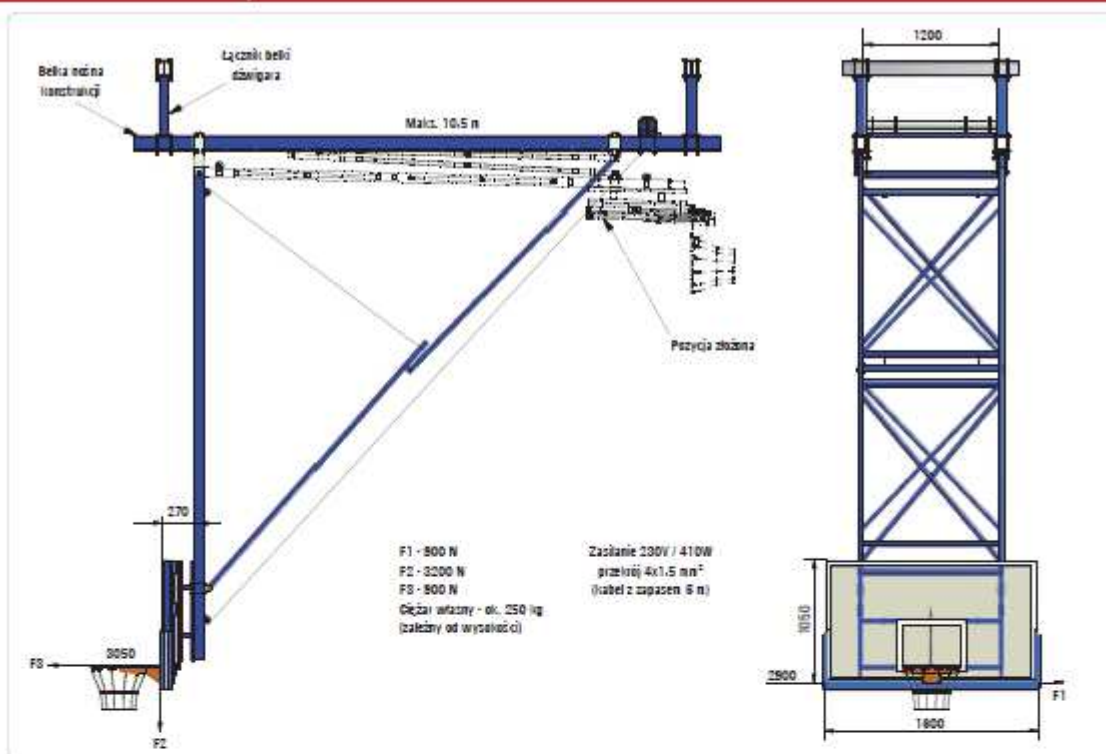 Belka nośna
konstrukcji
Łącznik belki
dźwigara
Maks. 10,5 m
1200
Pozycja złożona
270
F1 - 900 N
F2 - 3200 N
F3 - 900 N
Ciężar własny - ok. 250 kg
(zależny od wysokości)
Zasilanie 230V / 410W
przekrój 4x1,5 mm²
(kabel z zapasem 6 m)
1050
3050
F3
F2
2900
F1
1800